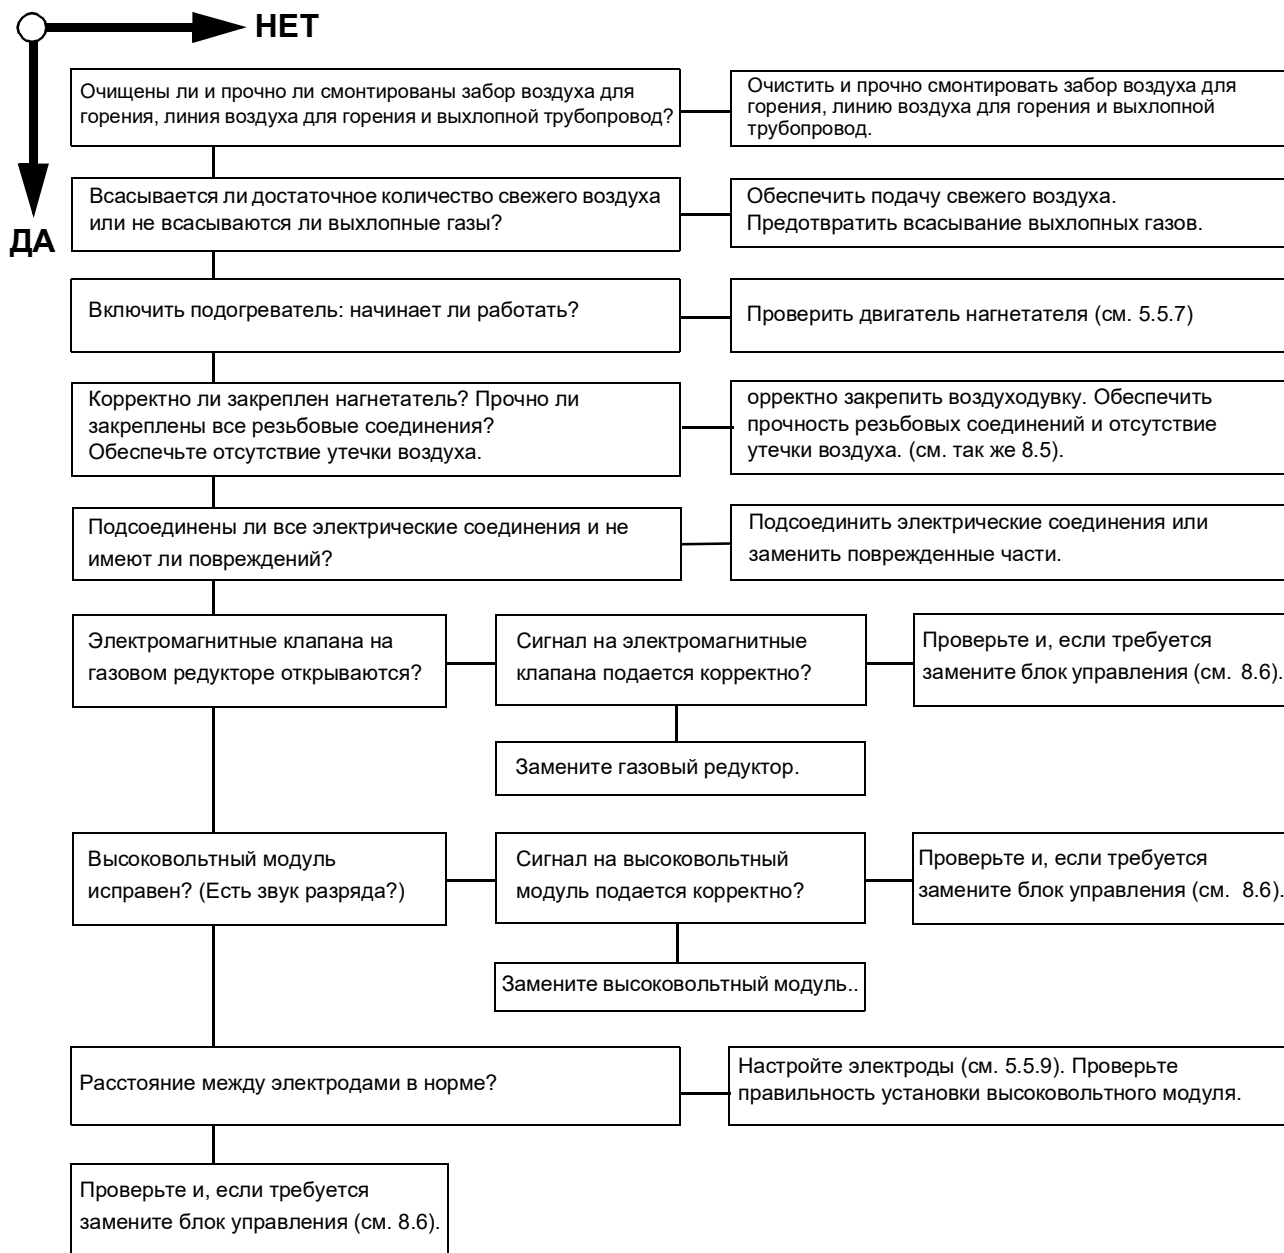 НЕТ
ДА
Очищены ли и прочно ли смонтированы забор воздуха для
горения, линия воздуха для горения и выхлопной трубопровод?
Очистить и прочно смонтировать забор воздуха для
горения, линию воздуха для горения и выхлопной
трубопровод.
Всасывается ли достаточное количество свежего воздуха
или не всасываются ли выхлопные газы?
Обеспечить подачу свежего воздуха.
Предотвратить всасывание выхлопных газов.
Включить подогреватель: начинает ли работать?
Проверить двигатель нагнетателя (см. 5.5.7)
Корректно ли закреплен нагнетатель? Прочно ли
закреплены все резьбовые соединения?
Обеспечьте отсутствие утечки воздуха.
орректно закрепить воздуходувку. Обеспечить
прочность резьбовых соединений и отсутствие
утечки воздуха. (см. так же 8.5).
Подсоединены ли все электрические соединения и не
имеют ли повреждений?
Подсоединить электрические соединения или
заменить поврежденные части.
Электромагнитные клапана на
газовом редукторе открываются?
Сигнал на электромагнитные
клапана подается корректно?
Проверьте и, если требуется
замените блок управления (см. 8.6).
Замените газовый редуктор.
Высоковольтный модуль
исправен? (Есть звук разряда?)
Сигнал на высоковольтный
модуль подается корректно?
Проверьте и, если требуется
замените блок управления (см. 8.6).
Замените высоковольтный модуль..
Расстояние между электродами в норме?
Настройте электроды (см. 5.5.9). Проверьте
правильность установки высоковольтного модуля.
Проверьте и, если требуется
замените блок управления (см. 8.6).